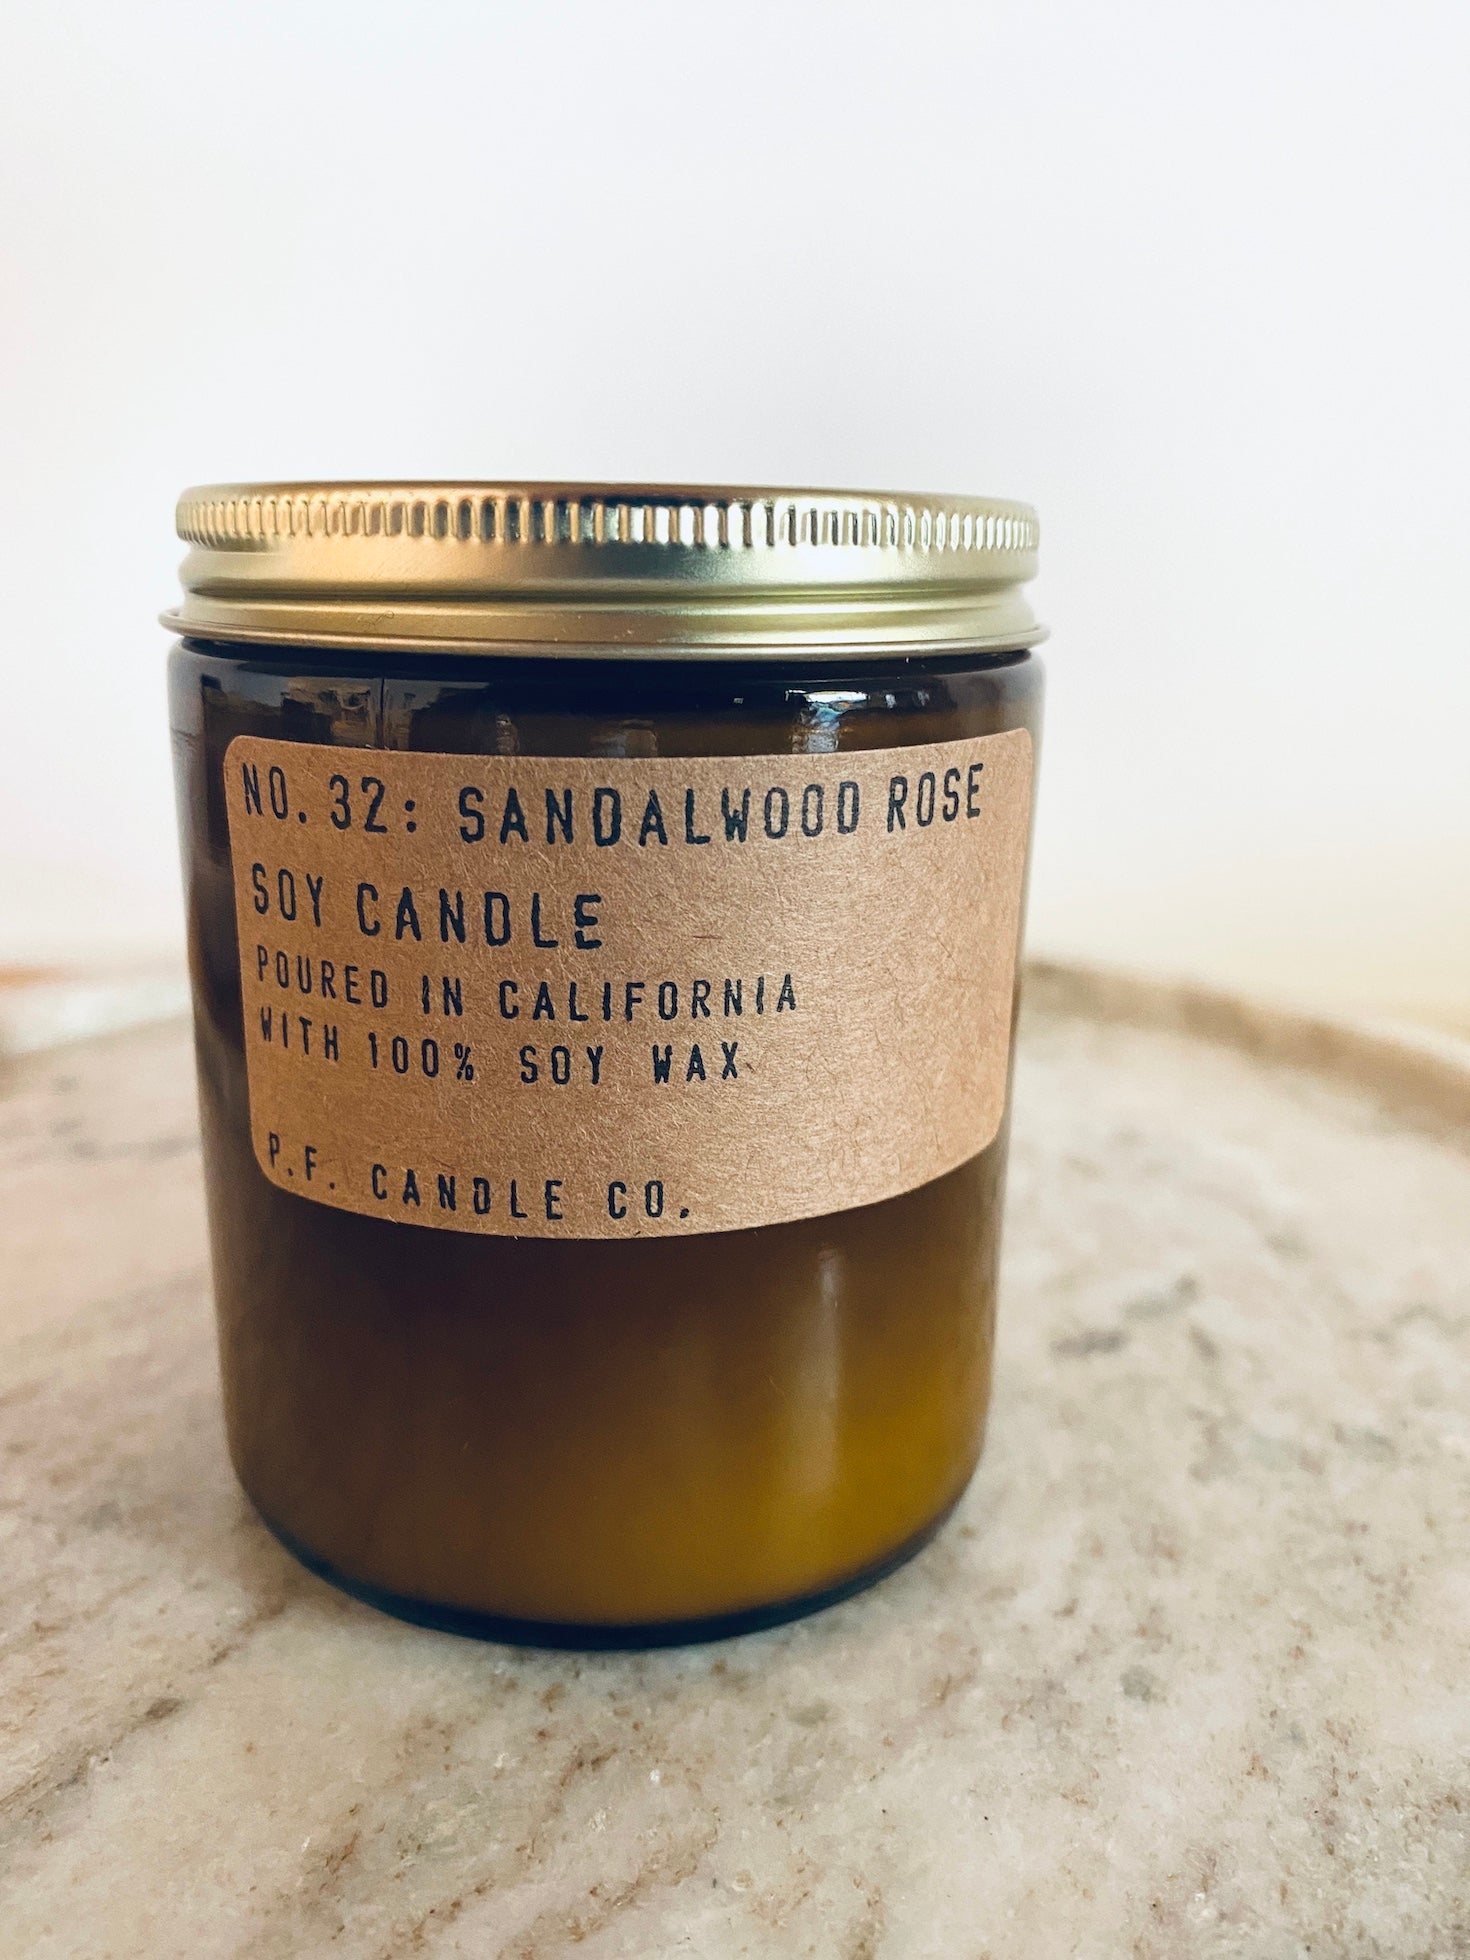 NO. 32: SANDALWOOD ROSE
SOY CANDLE
POURED IN CALIFORNIA
WITH 100% SOY WAX
P.F. CANDLE CO.